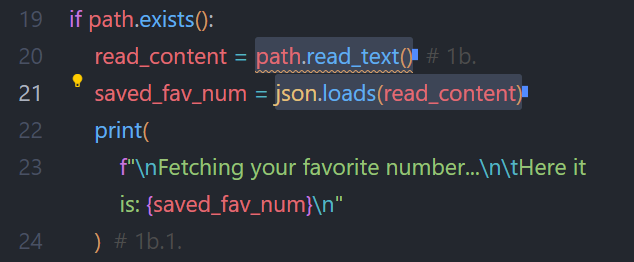 19 if path.exists():
20 read_content = path.read_text() # 1b.
21 saved_fav_num = json.loads(read_content)
22 print(
23 f"\nFetching your favorite number...\n\tHere it
is: {saved_fav_num}\n"
24 ) # 1b.1.